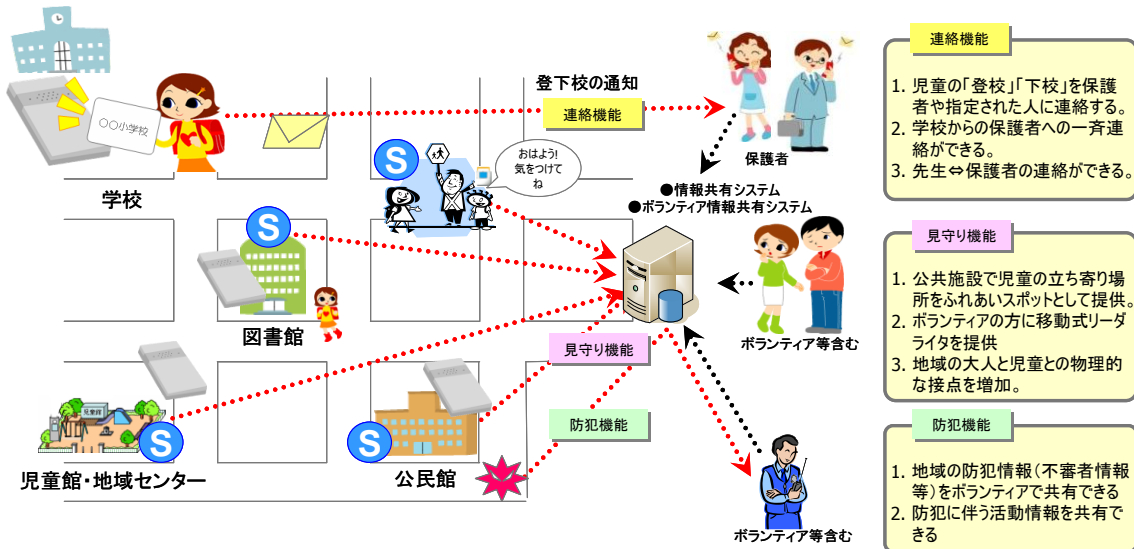 登下校の通知
連絡機能
〇〇小学校
学校
保護者
S
おはよう!
気をつけて
ね
●情報共有システム
●ボランティア情報共有システム
S
図書館
ボランティア等含む
見守り機能
児童館
S
児童館・地域センター
S
公民館
防犯機能
ボランティア等含む
連絡機能
1. 児童の「登校」「下校」を保護
者や指定された人に連絡する。
2. 学校からの保護者への一斉連
絡ができる。
3. 先生⇔保護者の連絡ができる。
見守り機能
1. 公共施設で児童の立ち寄り場
所をふれあいスポットとして提供。
2. ボランティアの方に移動式リーダ
ライタを提供
3. 地域の大人と児童との物理的
な接点を増加。
防犯機能
1. 地域の防犯情報(不審者情報
等)をボランティアで共有できる
2. 防犯に伴う活動情報を共有で
きる